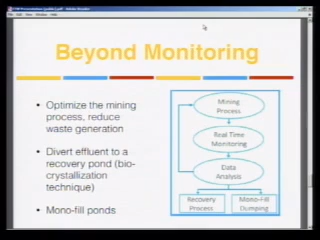 Beyond Monitoring
• Optimize the mining
process, reduce
waste generation
• Divert effluent to a
recovery pond (bio-
crystallization
technique)
• Mono-fill ponds
Mining
Process
Real Time
Monitoring
Data
Analysis
Recovery
Process
Mono-Fill
Dumping